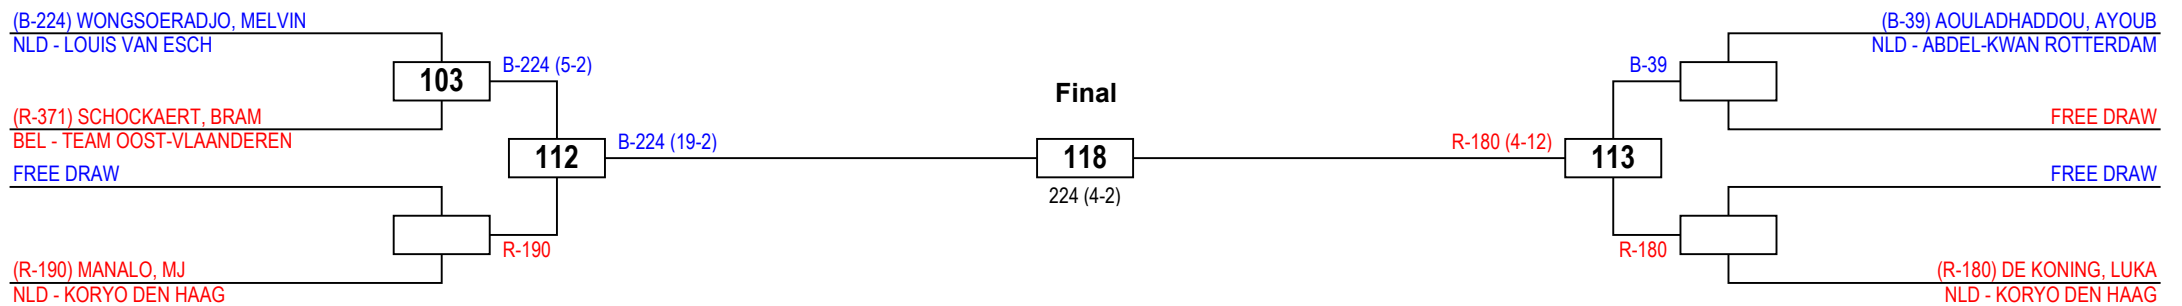 (B-224) WONGSOERADJO, MELVIN
NLD - LOUIS VAN ESCH
103
B-224 (5-2)
(R-371) SCHOCKAERT, BRAM
BEL - TEAM OOST-VLAANDEREN
112
B-224 (19-2)
FREE DRAW
R-190
(R-190) MANALO, MJ
NLD - KORYO DEN HAAG
Final
118
224 (4-2)
(B-39) AOULADHADDOU, AYOUB
NLD - ABDEL-KWAN ROTTERDAM
B-39
FREE DRAW
R-180 (4-12)
113
FREE DRAW
R-180
(R-180) DE KONING, LUKA
NLD - KORYO DEN HAAG